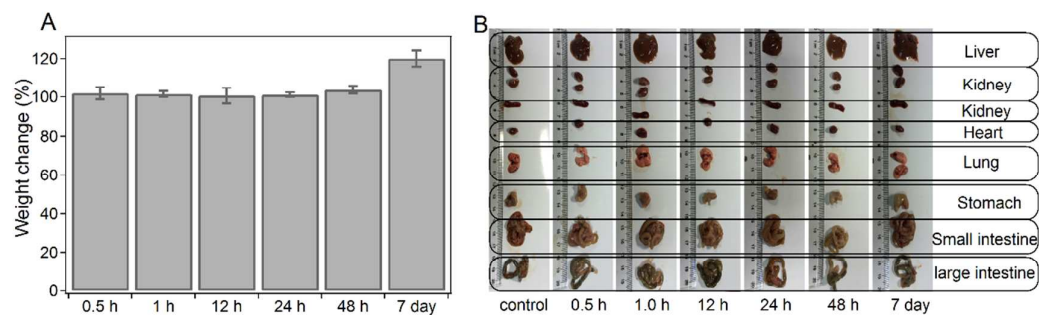 A
Weight change (%)
120
100
80
60
40
20
0
0.5 h 1 h 12 h 24 h 48 h 7 day
B
Liver
Kidney
Kidney
Heart
Lung
Stomach
Small intestine
large intestine
control 0.5 h 1.0 h 12 h 24 h 48 h 7 day